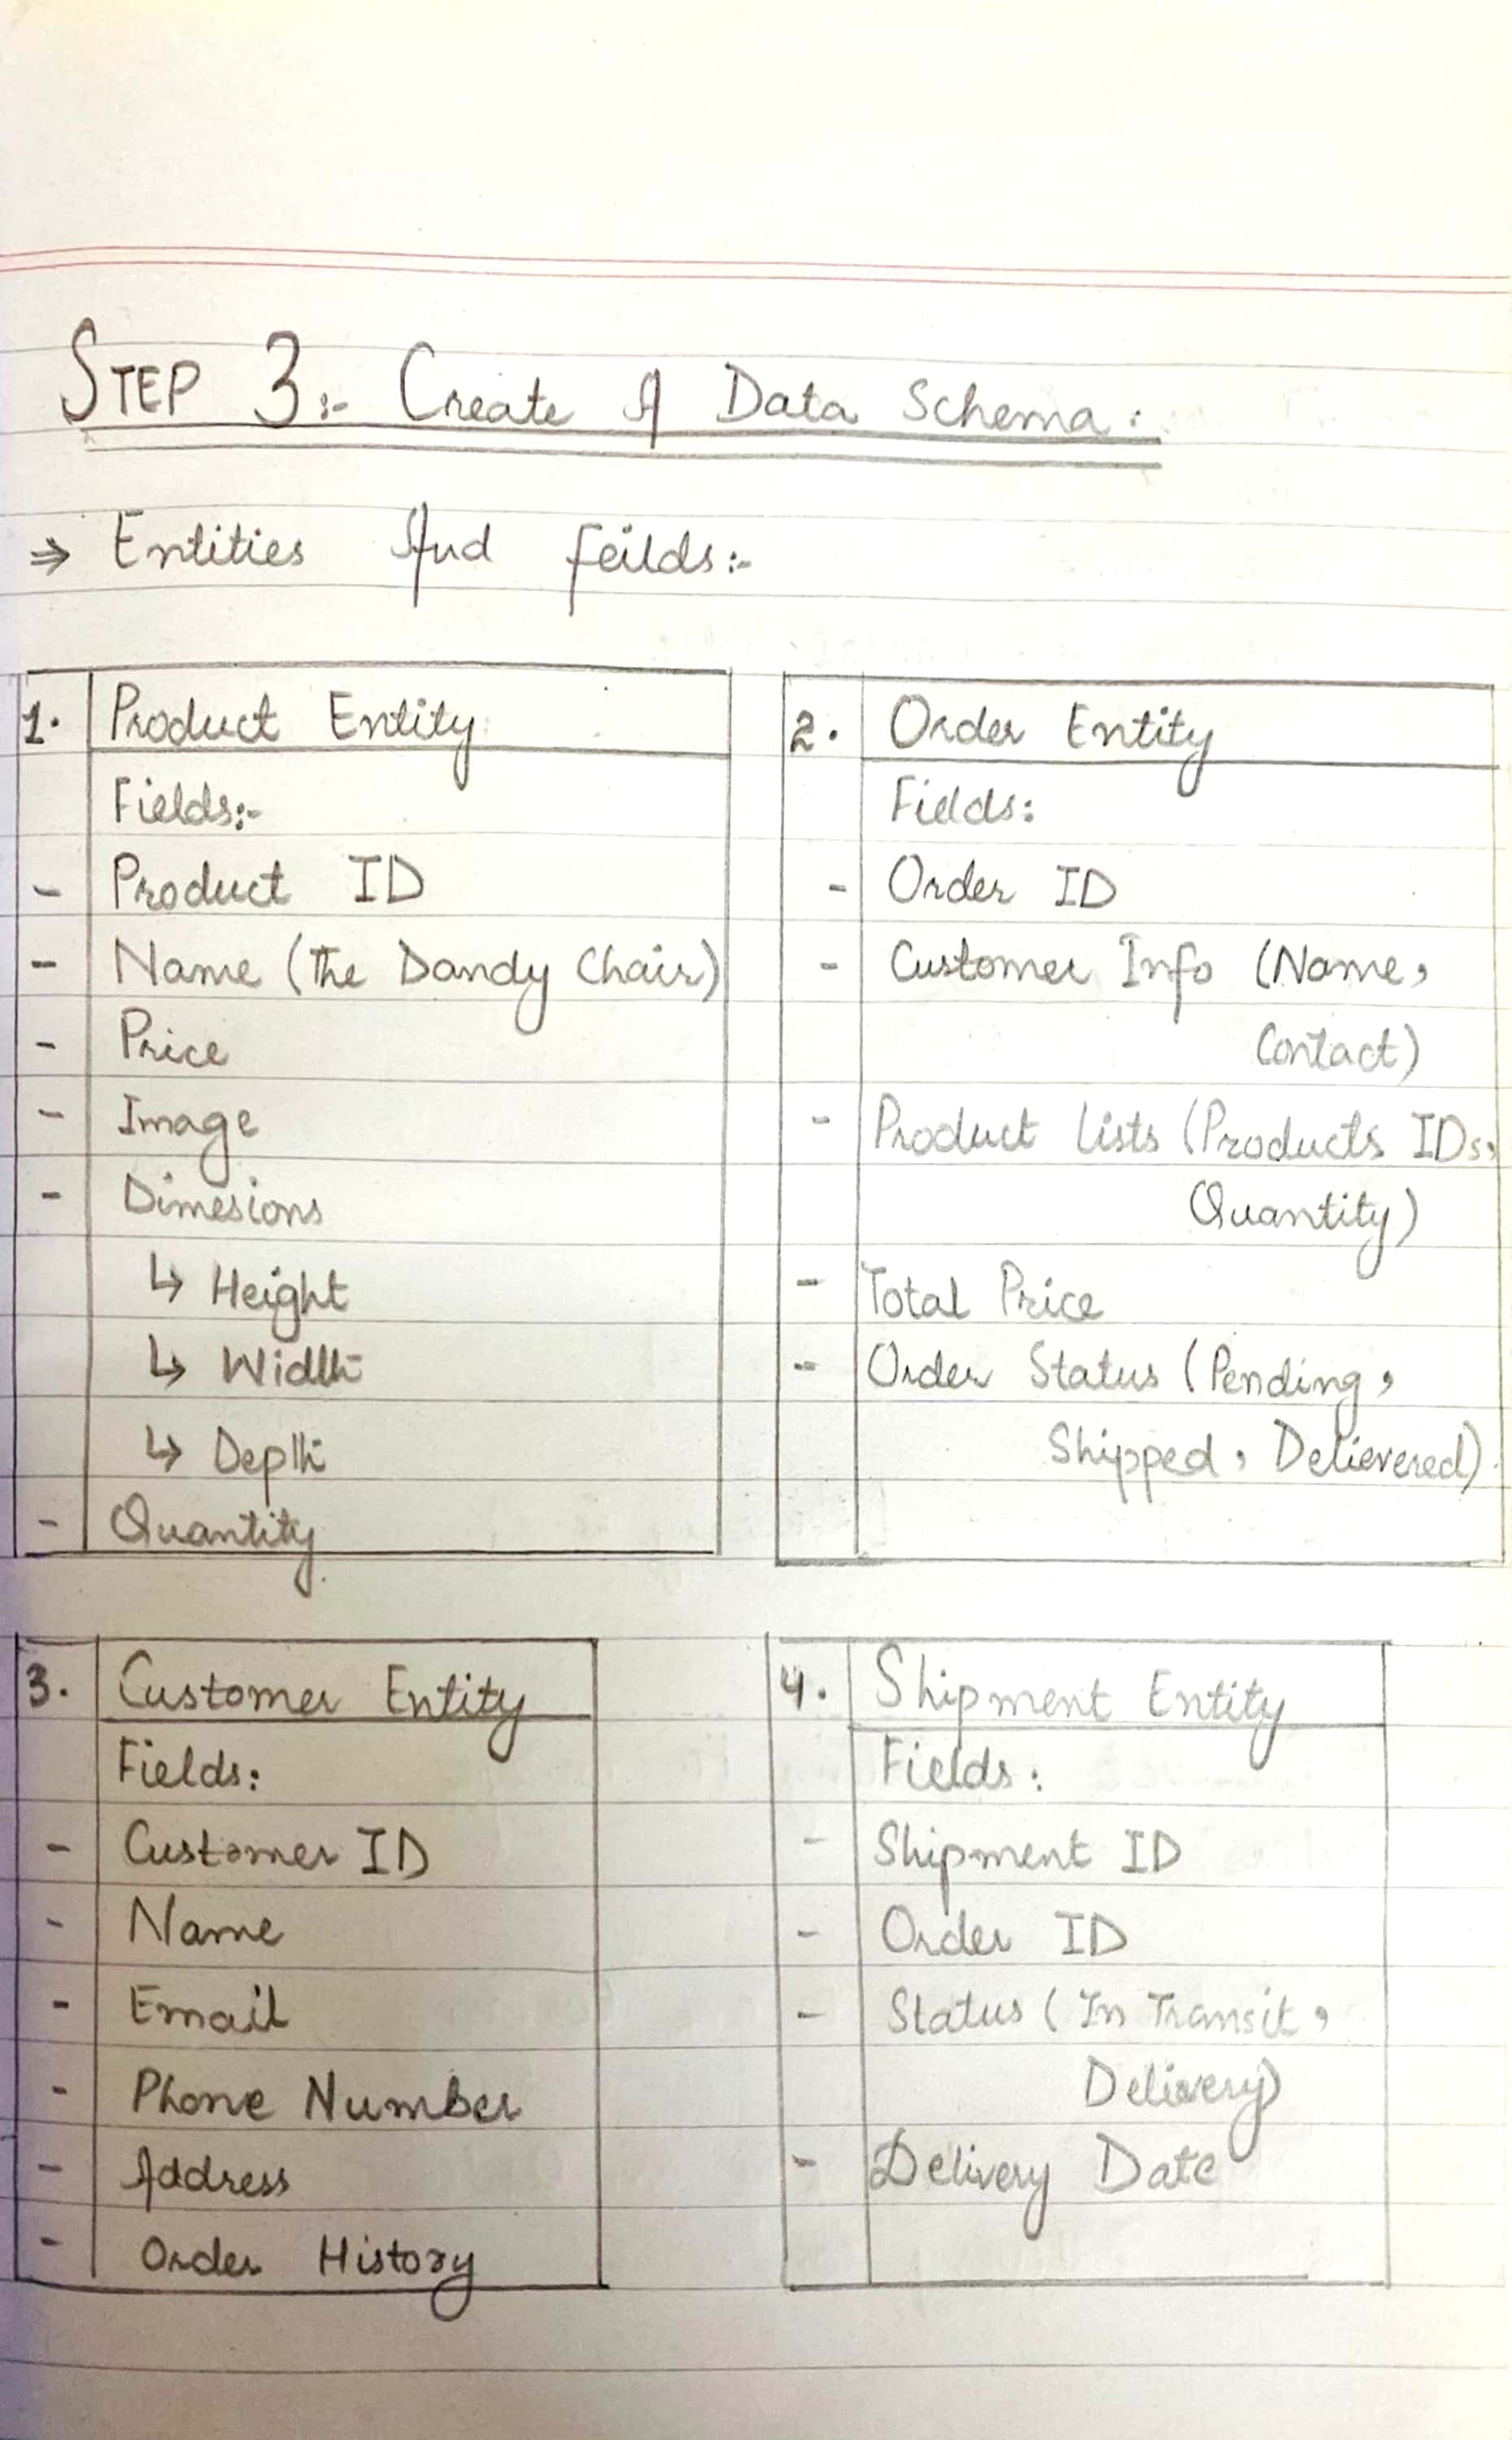 STEP 3:- Create A Data Schema:
⇒ Entities And feilds:-
1. Product Entity
Fields:-
- Product ID
- Name (The Dandy Chair)
- Price
- Image
- Dimesions
↳ Height
↳ Width
↳ Depth
- Quantity
2. Order Entity
Fields:
- Order ID
- Customer Info (Name,
Contact)
- Product Lists (Products IDs,
Quantity)
- Total Price
- Order Status (Pending,
Shipped, Delievered)
3. Customer Entity
Fields:
- Customer ID
- Name
- Email
- Phone Number
- Address
- Order History
4. Shipment Entity
Fields:
- Shipment ID
- Order ID
- Status (In Transit,
Delivery)
- Delivery Date